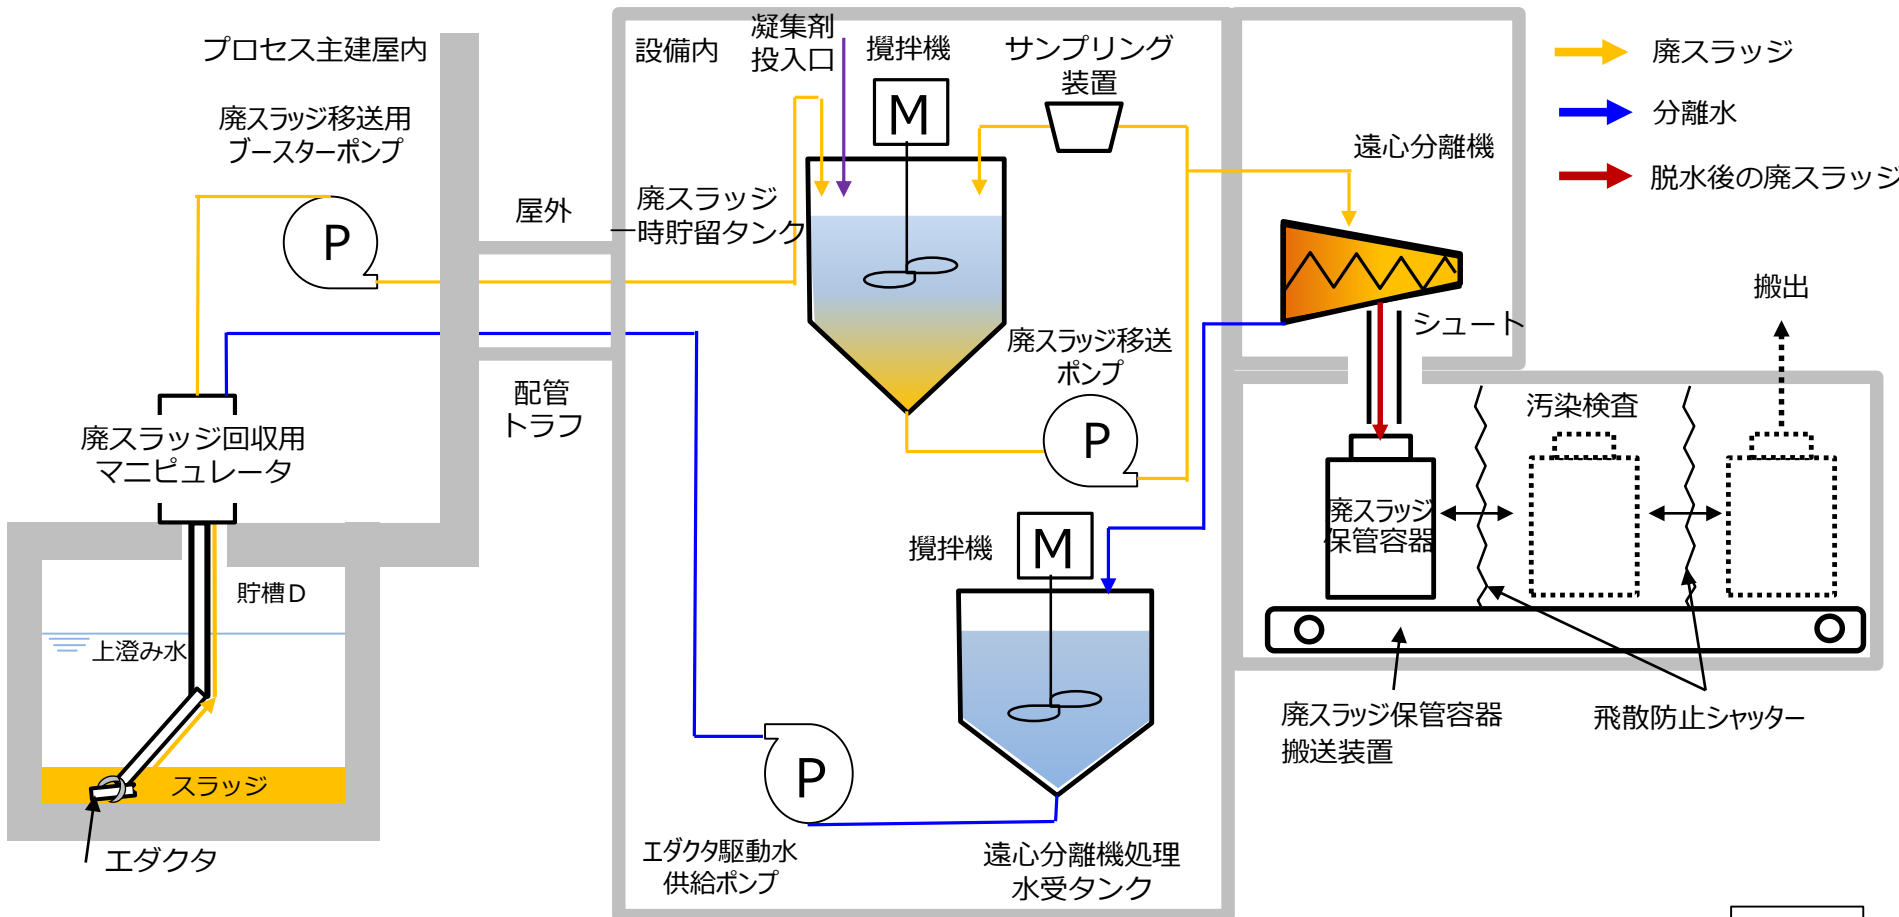 プロセス主建屋内
廃スラッジ移送用
ブースターポンプ
P
屋外
配管
トラフ
廃スラッジ回収用
マニピュレータ
貯槽D
上澄み水
スラッジ
エダクタ
設備内
凝集剤
投入口
攪拌機
M
サンプリング
装置
廃スラッジ
一時貯留タンク
廃スラッジ移送
ポンプ
P
攪拌機
M
P
エダクタ駆動水
供給ポンプ
遠心分離機処理
水受タンク
遠心分離機
シュート
廃スラッジ
分離水
脱水後の廃スラッジ
搬出
汚染検査
廃スラッジ
保管容器
廃スラッジ保管容器
搬送装置
飛散防止シャッター